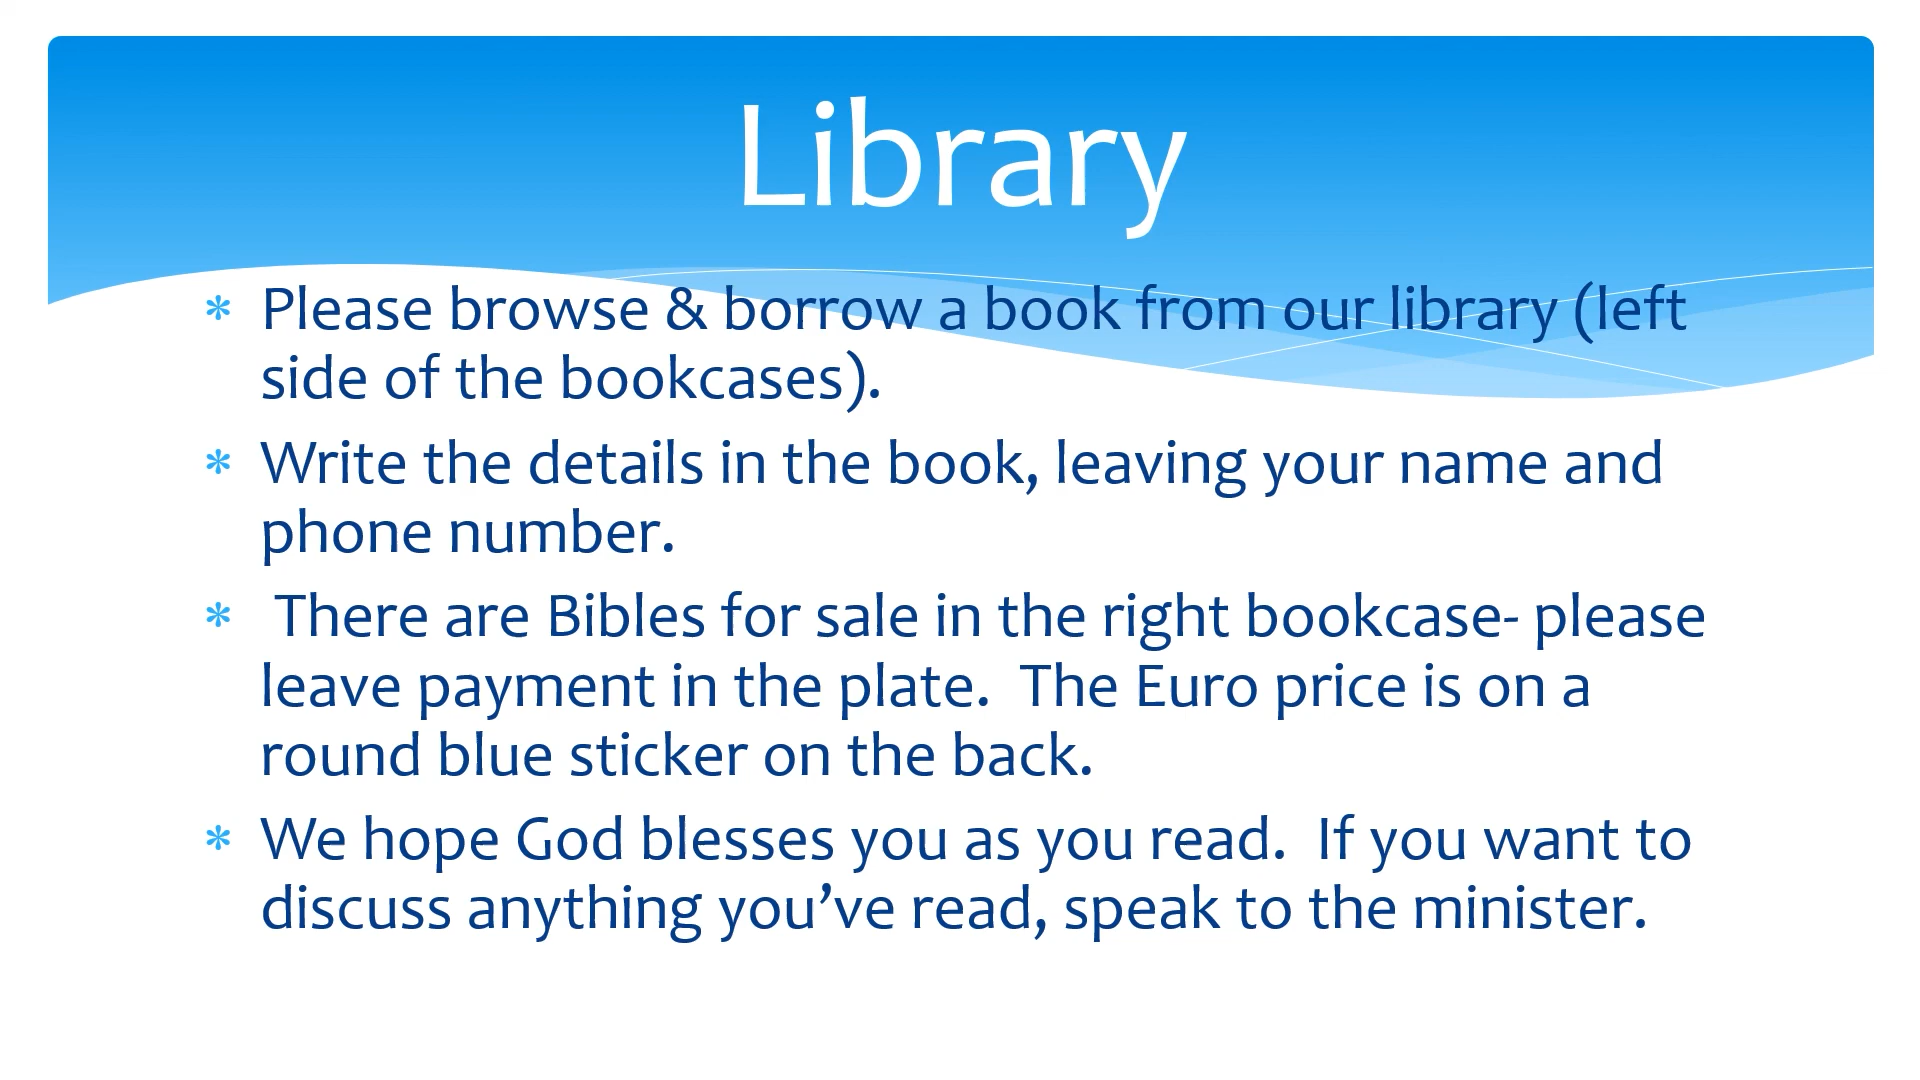 Library
* Please browse & borrow a book from our library (left
side of the bookcases).
* Write the details in the book, leaving your name and
phone number.
* There are Bibles for sale in the right bookcase- please
leave payment in the plate.  The Euro price is on a
round blue sticker on the back.
* We hope God blesses you as you read.  If you want to
discuss anything you’ve read, speak to the minister.